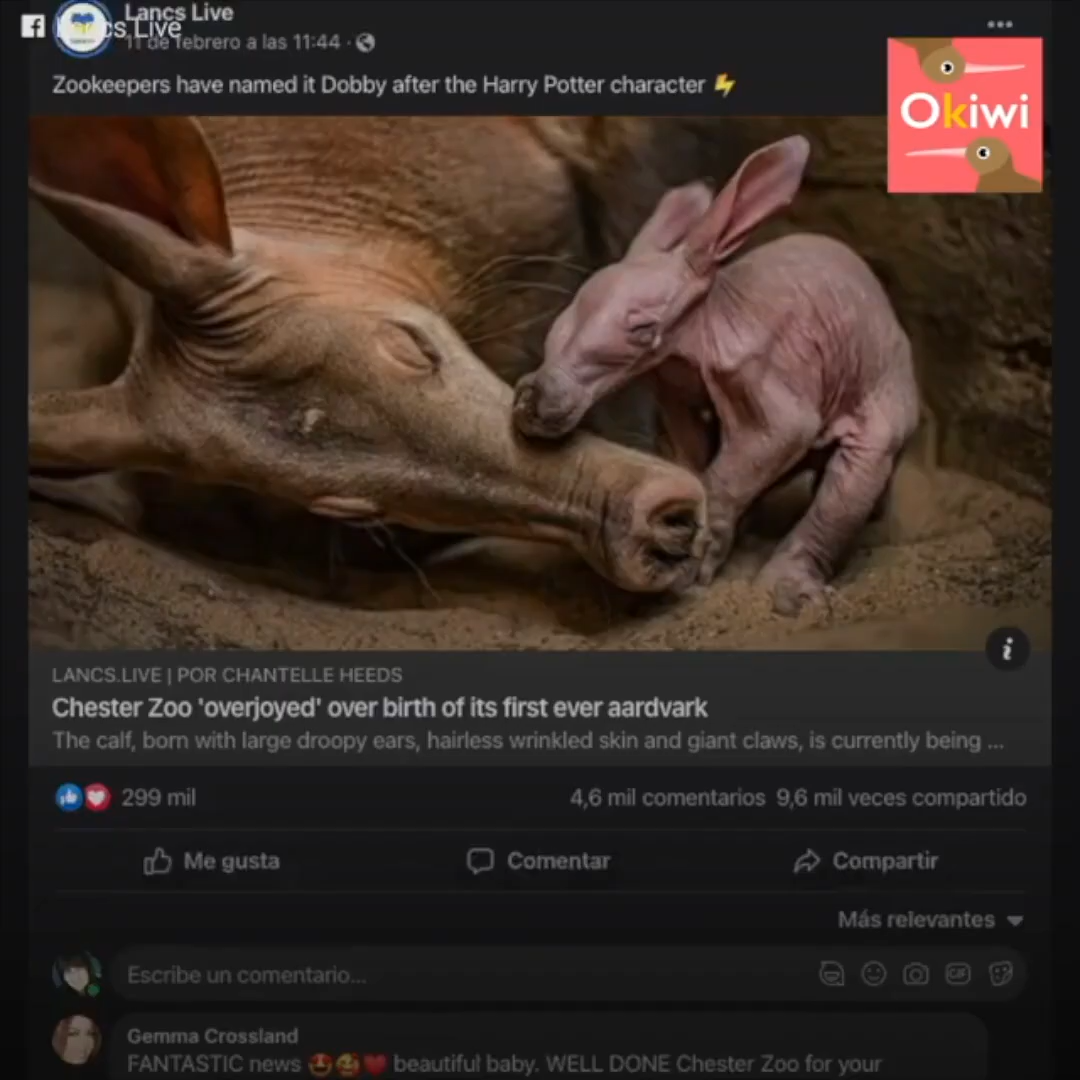 Lancs Live
Lancs Live
11 de febrero a las 11:44 ·
Zookeepers have named it Dobby after the Harry Potter character ⚡
Okiwi
LANCS.LIVE | POR CHANTELLE HEEDS
Chester Zoo 'overjoyed' over birth of its first ever aardvark
The calf, born with large droopy ears, hairless wrinkled skin and giant claws, is currently being ...
299 mil
4,6 mil comentarios 9,6 mil veces compartido
Me gusta
Comentar
Compartir
Más relevantes
Escribe un comentario...
GIF
Gemma Crossland
FANTASTIC news 🤩🥰❤️ beautiful baby. WELL DONE Chester Zoo for your